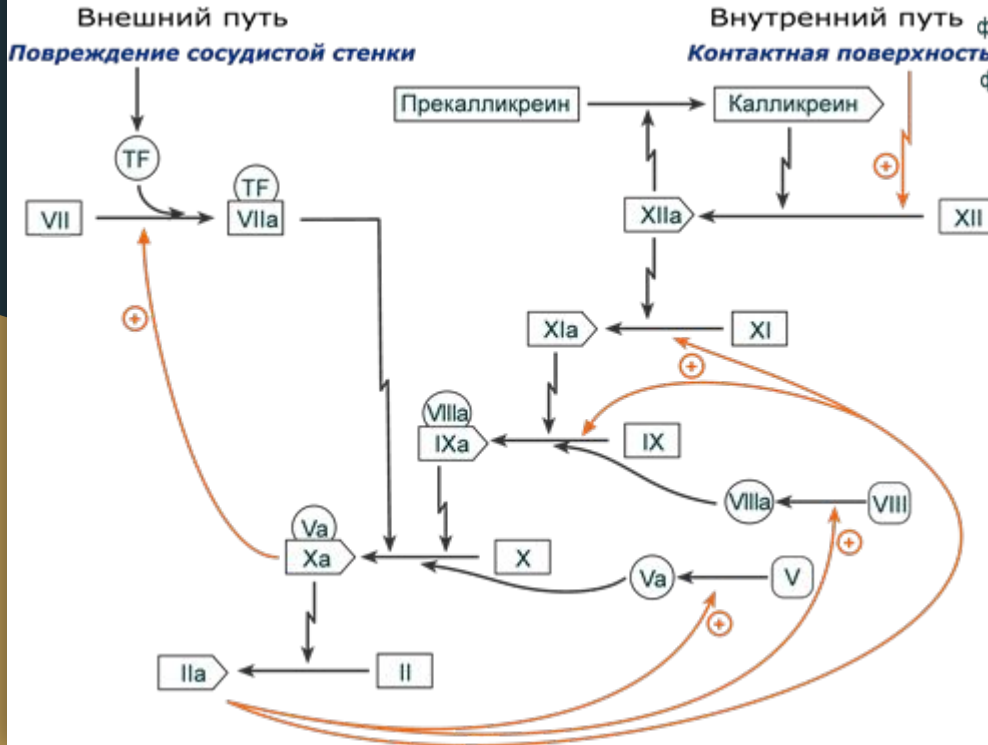 Внешний путь
Внутренний путь
ф
Повреждение сосудистой стенки
Контактная поверхность
ф
Прекалликреин
Калликреин
TF
TF
+
VII
VIIa
XIIa
XII
+
XIa
XI
+
VIIIa
IXa
IX
VIIIa
VIII
Va
+
Xa
X
Va
V
+
IIa
II